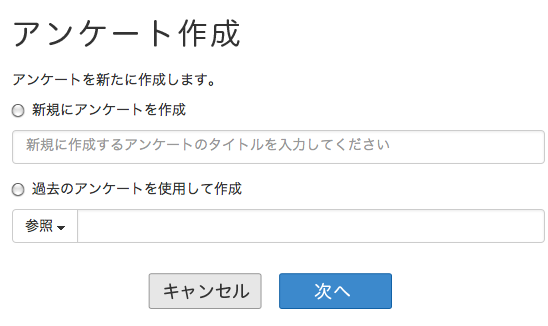 アンケート作成
アンケートを新たに作成します。
新規にアンケートを作成
新規に作成するアンケートのタイトルを入力してください
過去のアンケートを使用して作成
参照
キャンセル 次へ